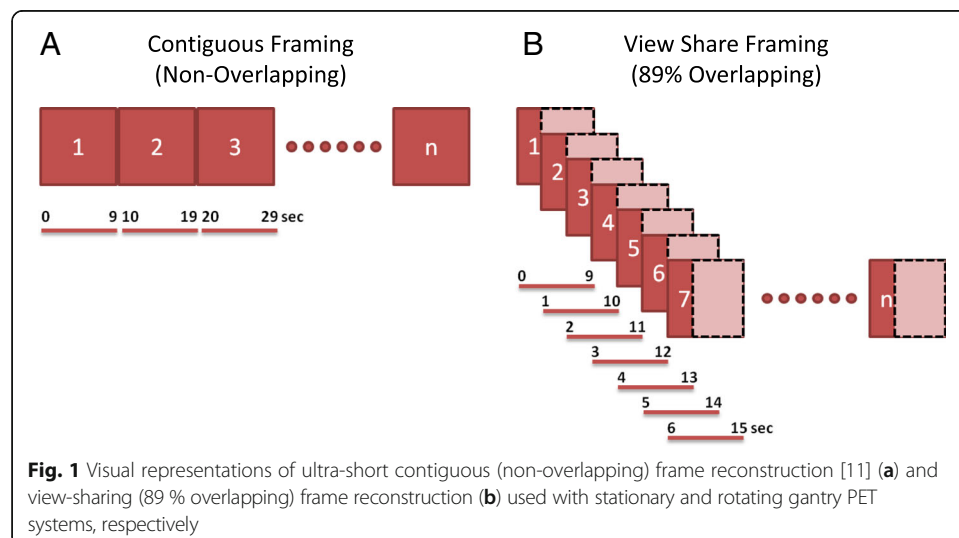 A
Contiguous Framing
(Non-Overlapping)
1 2 3 n
0 9 10 19 20 29 sec
B
View Share Framing
(89% Overlapping)
1
2
3
4
5
6
7 n
0 9
1 10
2 11
3 12
4 13
5 14
6 15 sec
Fig. 1 Visual representations of ultra-short contiguous (non-overlapping) frame reconstruction [11] (a) and
view-sharing (89 % overlapping) frame reconstruction (b) used with stationary and rotating gantry PET
systems, respectively